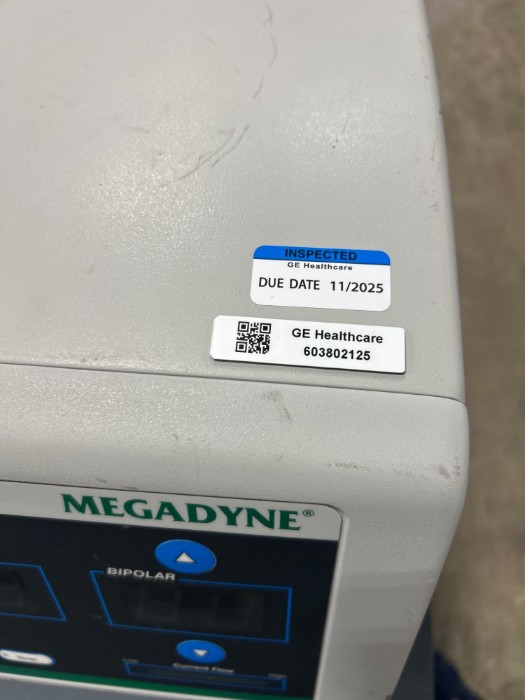 INSPECTED
GE Healthcare
DUE DATE 11/2025
GE Healthcare
603802125
MEGADYNE®
BIPOLAR